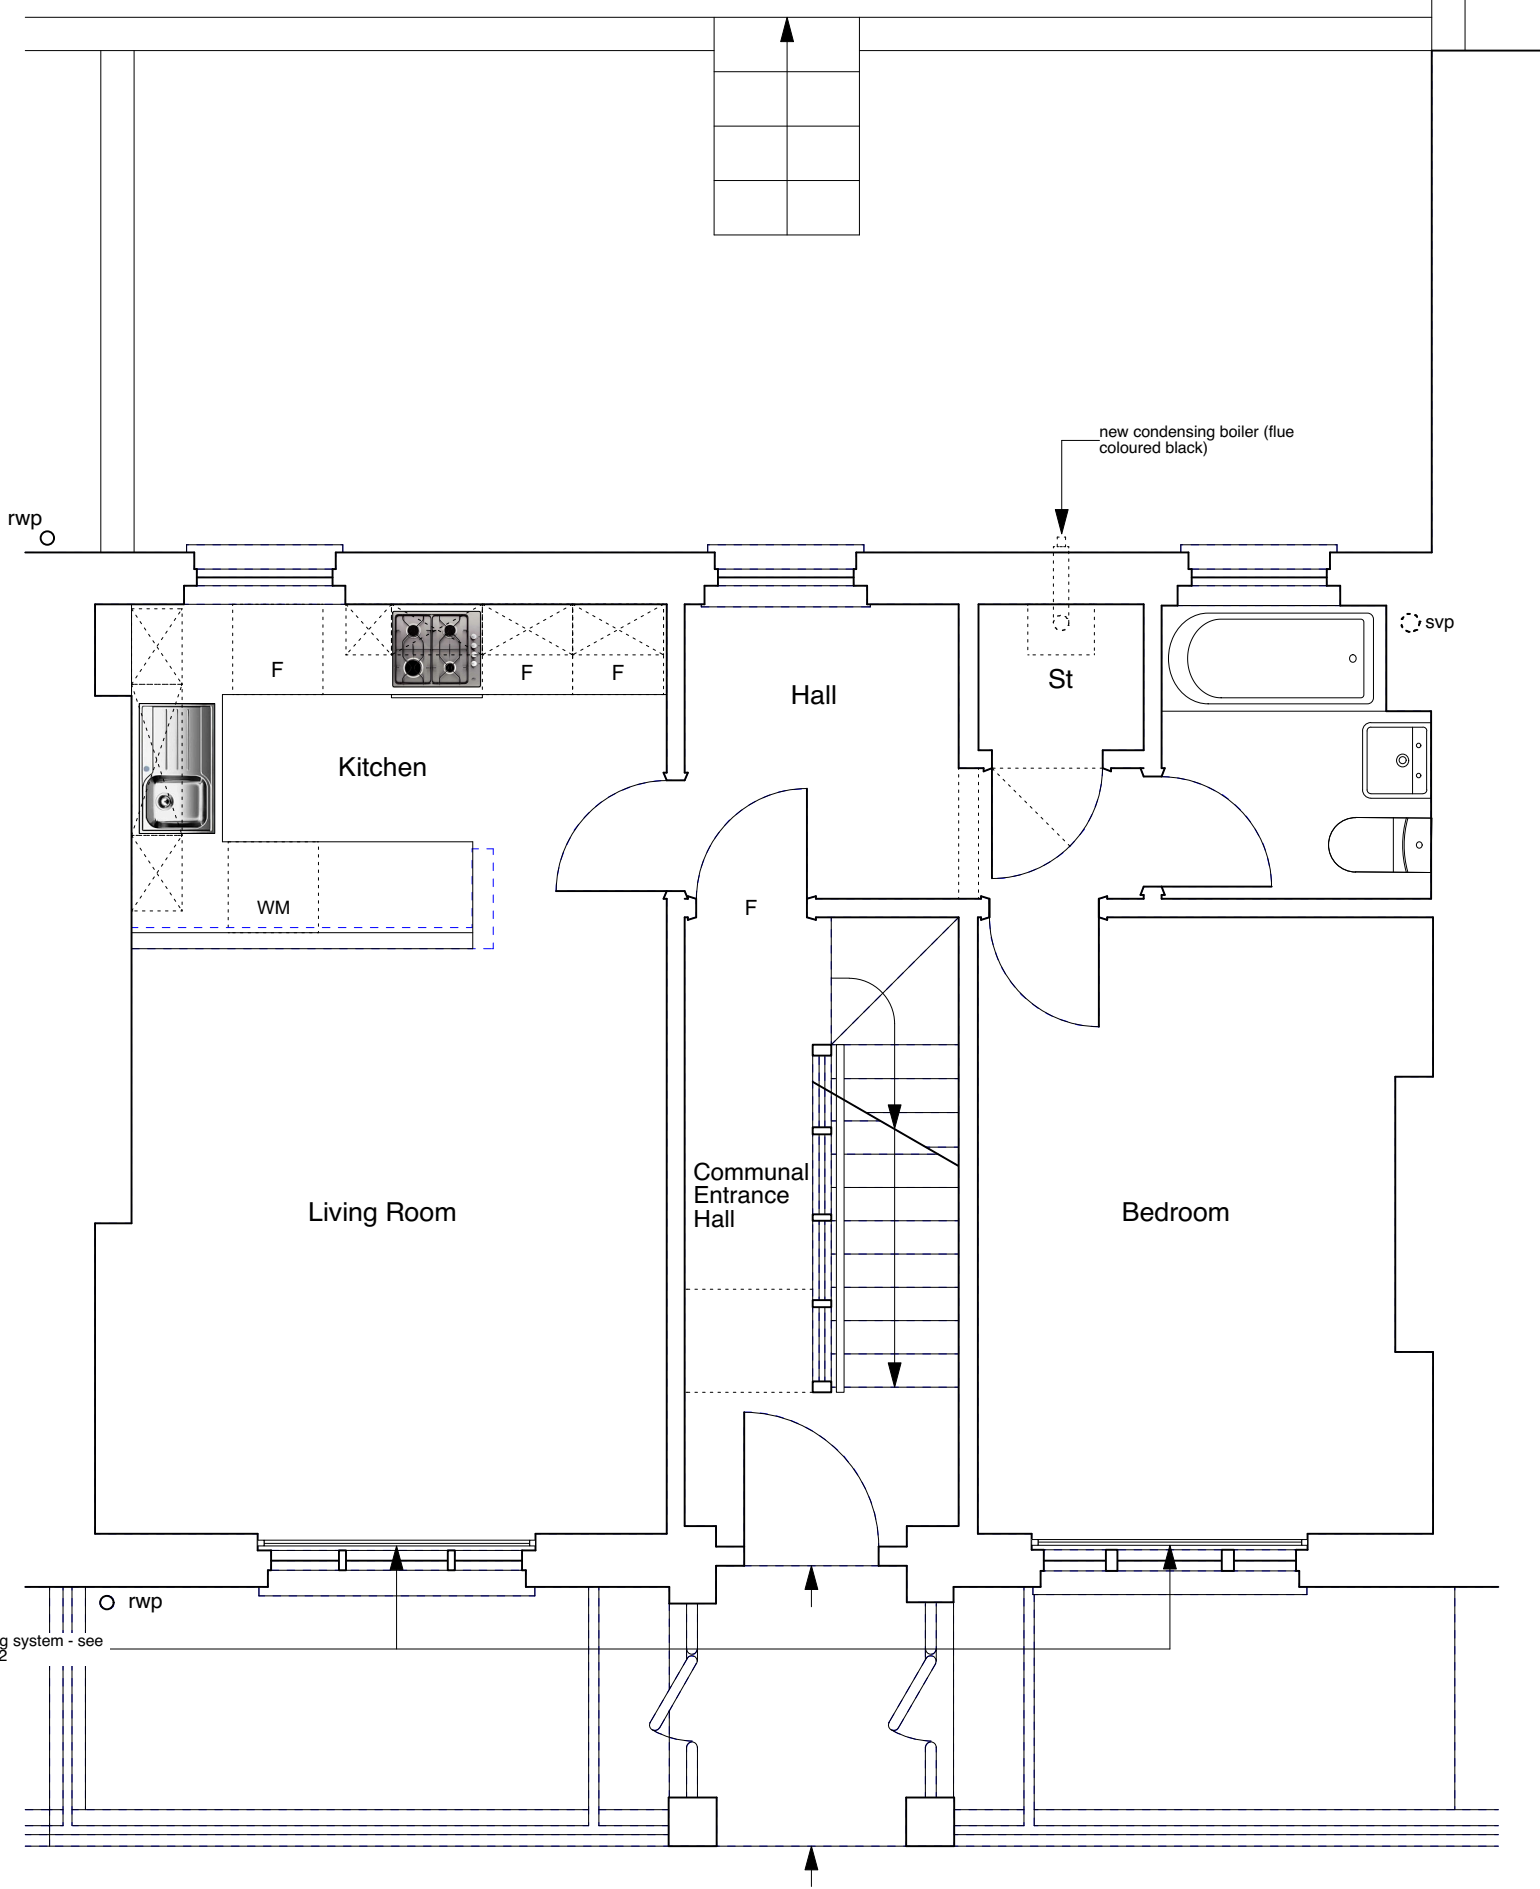 new condensing boiler (flue
coloured black)
rwp
svp
F
F
F
St
Hall
Kitchen
WM
F
Communal
Entrance
Hall
Living Room
Bedroom
rwp
g system - see
2